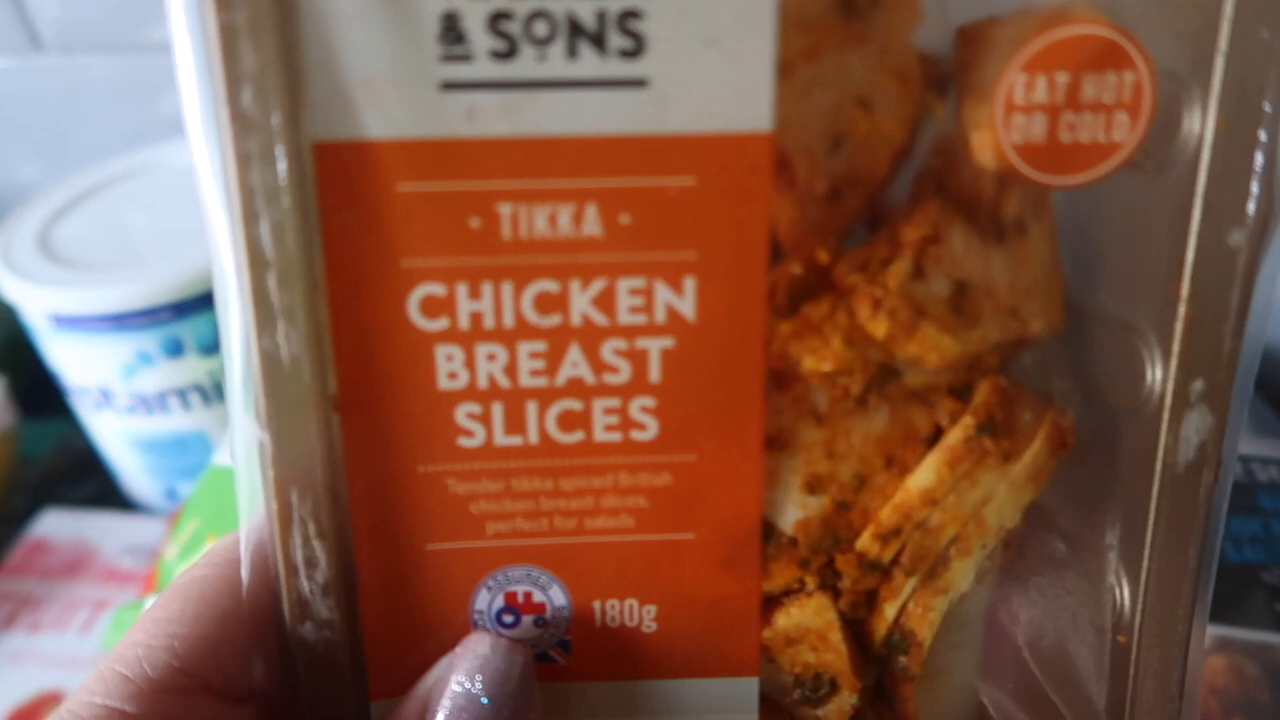 & SONS
EAT HOT
OR COLD
· TIKKA ·
CHICKEN
BREAST
SLICES
Tender tikka spiced British
chicken breast slices,
perfect for salads
ASSURED
180g